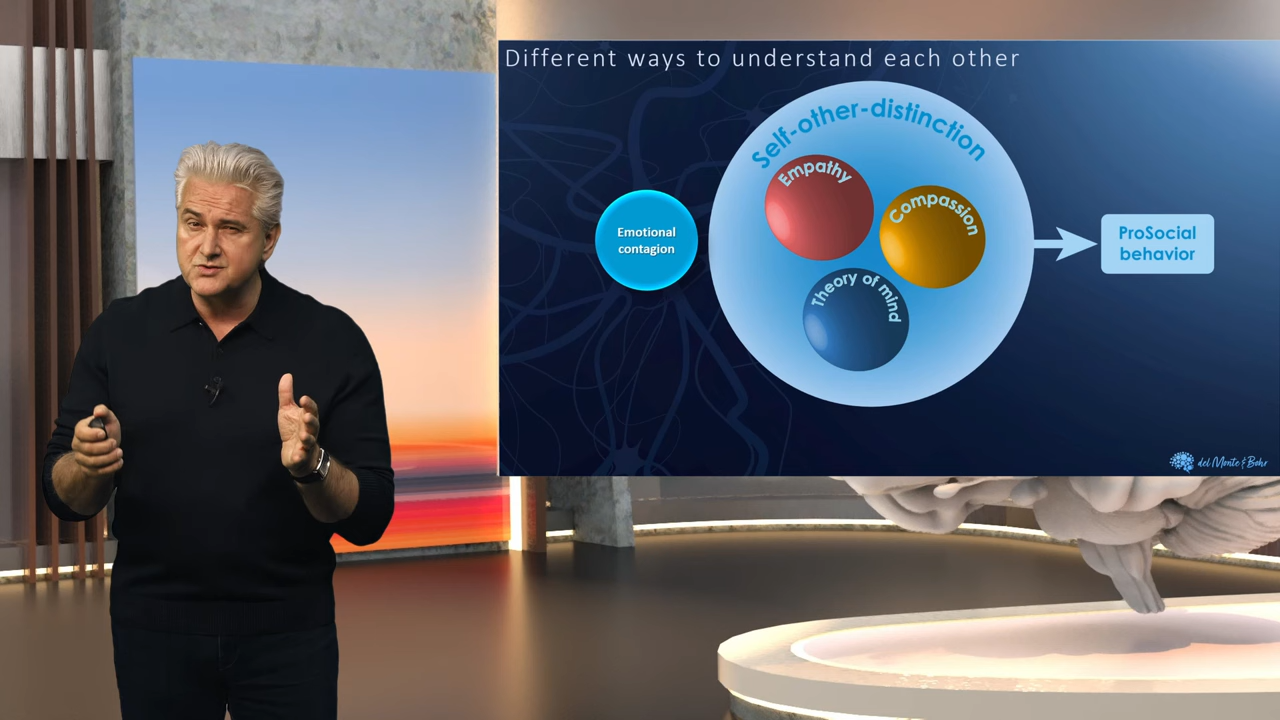 Different ways to understand each other
Self-other-distinction
Empathy
Compassion
Emotional
contagion
Theory of mind
ProSocial
behavior
del Monte & Bohr